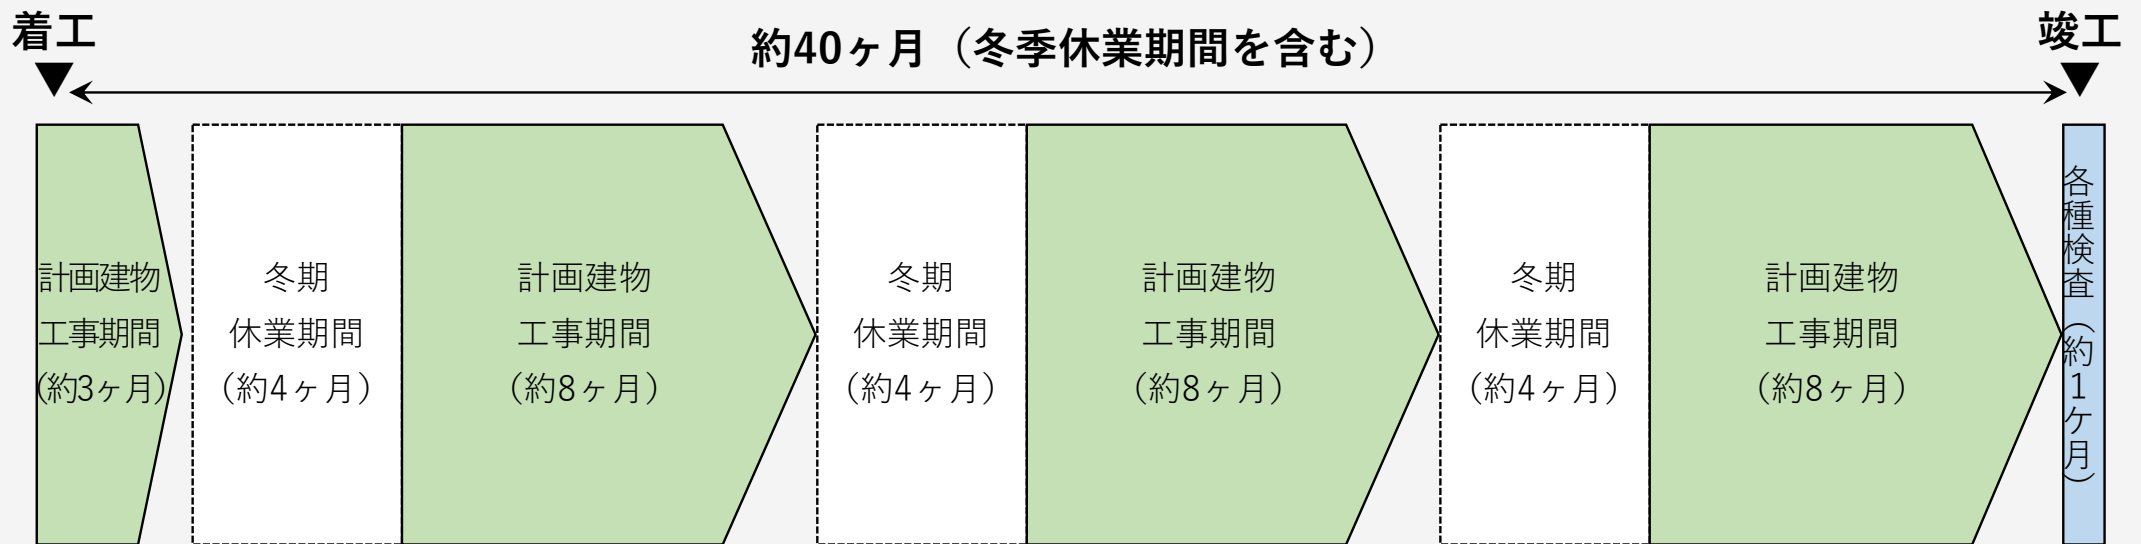 着工
約40ヶ月（冬季休業期間を含む）
竣工
計画建物
工事期間
(約3ヶ月)
冬期
休業期間
（約4ヶ月）
計画建物
工事期間
（約8ヶ月）
冬期
休業期間
（約4ヶ月）
計画建物
工事期間
（約8ヶ月）
冬期
休業期間
（約4ヶ月）
計画建物
工事期間
（約8ヶ月）
各種検査（約１ケ月）